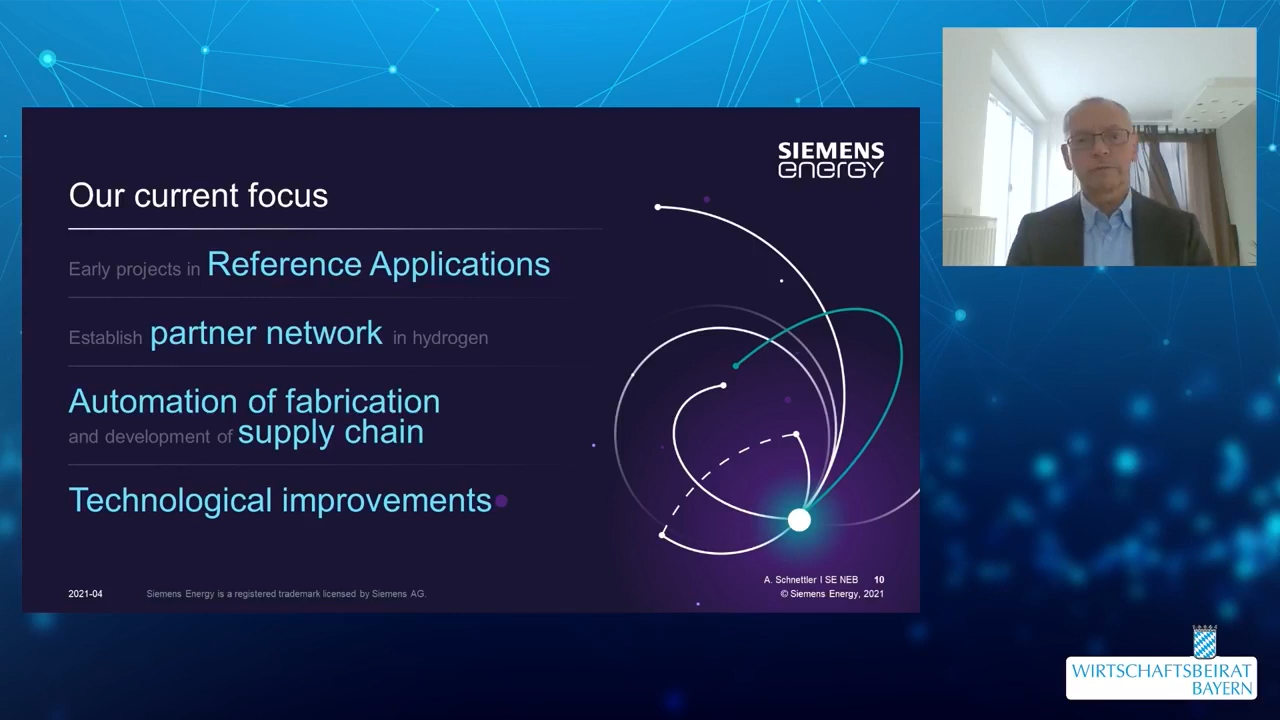 SIEMENS
energy
Our current focus
Early projects in Reference Applications
Establish partner network in hydrogen
Automation of fabrication
and development of supply chain
Technological improvements
A. Schnettler I SE NEB 10
2021-04 Siemens Energy is a registered trademark licensed by Siemens AG. © Siemens Energy, 2021
WIRTSCHAFTSBEIRAT
BAYERN